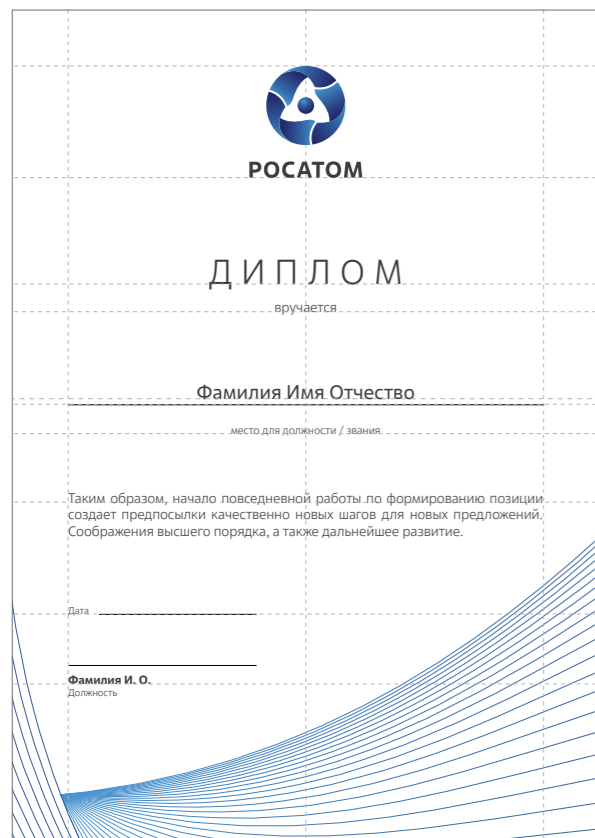 РОСАТОМ
ДИПЛОМ
вручается
Фамилия Имя Отчество
место для должности / звания
Таким образом, начало повседневной работы по формированию позиции
создает предпосылки качественно новых шагов для новых предложений.
Соображения высшего порядка, а также дальнейшее развитие.
Дата
Фамилия И. О.
Должность